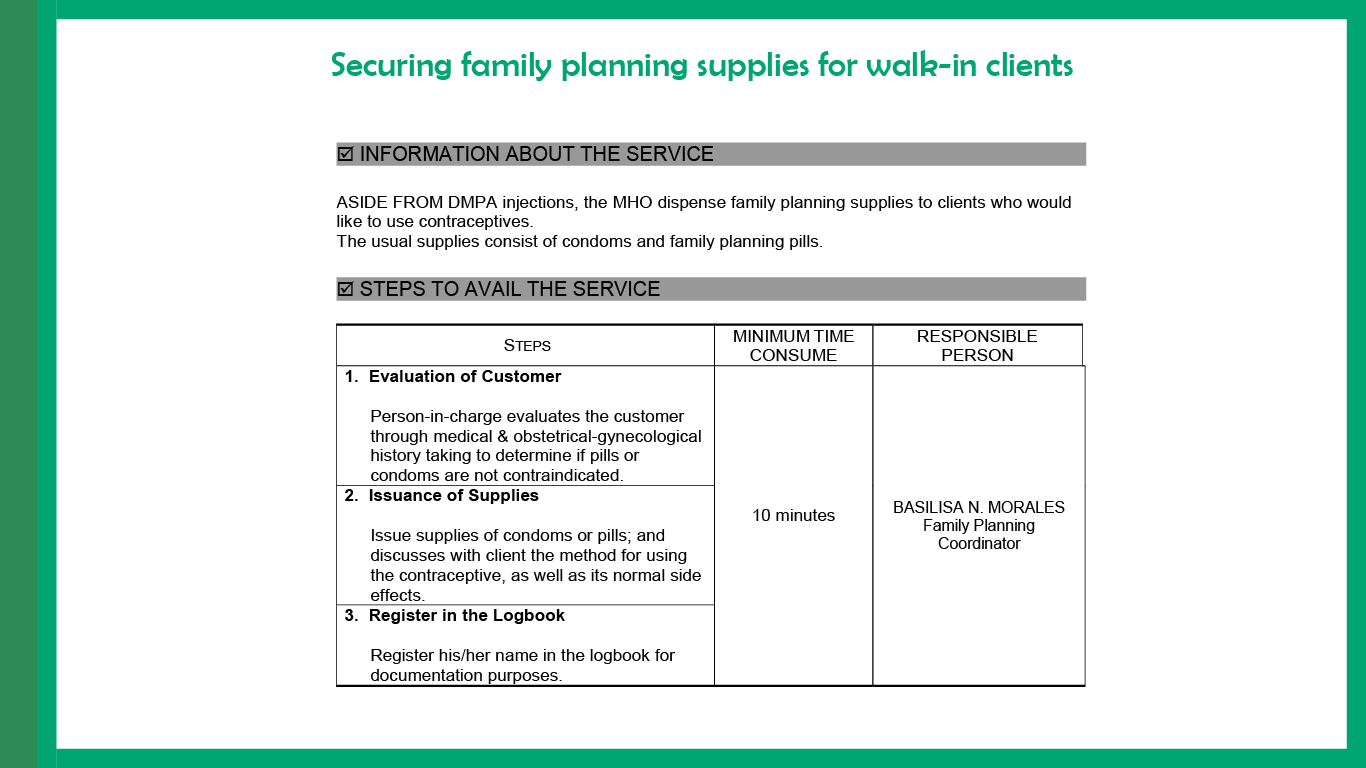 Securing family planning supplies for walk-in clients
☑ INFORMATION ABOUT THE SERVICE
ASIDE FROM DMPA injections, the MHO dispense family planning supplies to clients who would
like to use contraceptives.
The usual supplies consist of condoms and family planning pills.
☑ STEPS TO AVAIL THE SERVICE
STEPS
MINIMUM TIME
CONSUME
RESPONSIBLE
PERSON
1. Evaluation of Customer
Person-in-charge evaluates the customer
through medical & obstetrical-gynecological
history taking to determine if pills or
condoms are not contraindicated.
2. Issuance of Supplies
Issue supplies of condoms or pills; and
discusses with client the method for using
the contraceptive, as well as its normal side
effects.
3. Register in the Logbook
Register his/her name in the logbook for
documentation purposes.
10 minutes
BASILISA N. MORALES
Family Planning
Coordinator